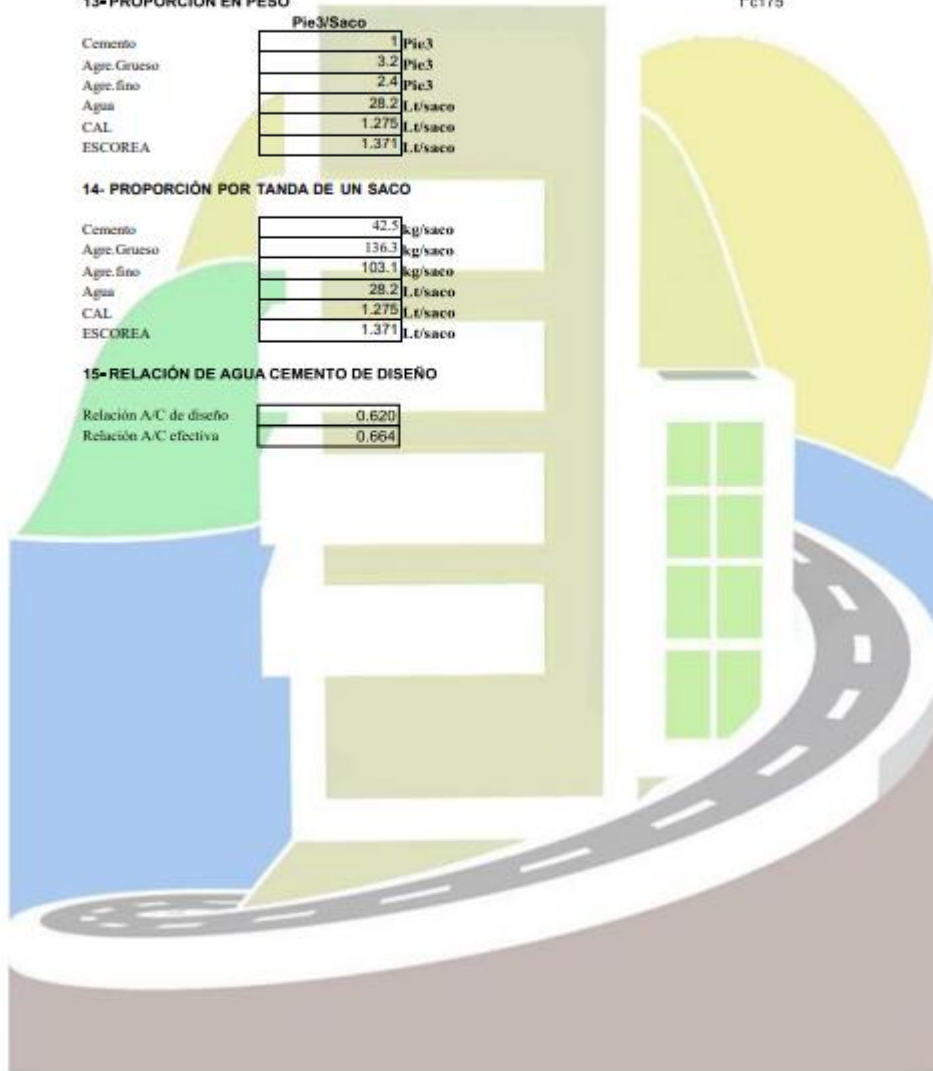 13- PROPORCIÓN EN PESO f'c175
Pie3/Saco
Cemento 1 Pie3
Agre.Grueso 3.2 Pie3
Agre.fino 2.4 Pie3
Agua 28.2 Lt/saco
CAL 1.275 Lt/saco
ESCOREA 1.371 Lt/saco
14- PROPORCIÓN POR TANDA DE UN SACO
Cemento 42.5 kg/saco
Agre.Grueso 136.3 kg/saco
Agre.fino 103.1 kg/saco
Agua 28.2 Lt/saco
CAL 1.275 Lt/saco
ESCOREA 1.371 Lt/saco
15- RELACIÓN DE AGUA CEMENTO DE DISEÑO
Relación A/C de diseño 0.620
Relación A/C efectiva 0.664